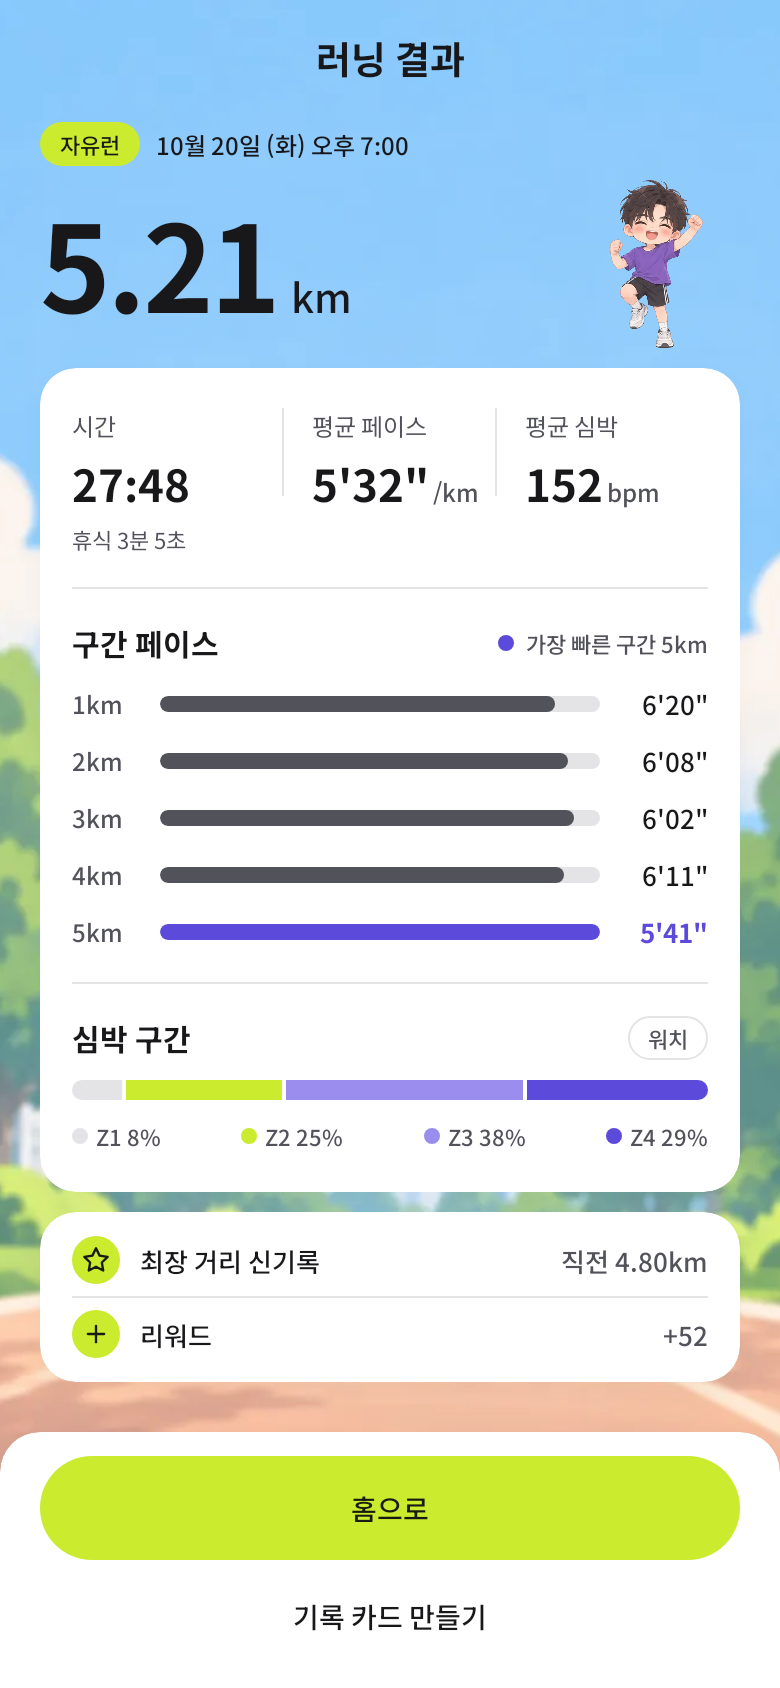 러닝 결과
자유런 10월 20일 (화) 오후 7:00
5.21 km
시간 평균 페이스 평균 심박
27:48 5'32" /km 152 bpm
휴식 3분 5초
구간 페이스 가장 빠른 구간 5km
1km 6'20"
2km 6'08"
3km 6'02"
4km 6'11"
5km 5'41"
심박 구간 워치
Z1 8% Z2 25% Z3 38% Z4 29%
최장 거리 신기록 직전 4.80km
리워드 +52
홈으로
기록 카드 만들기